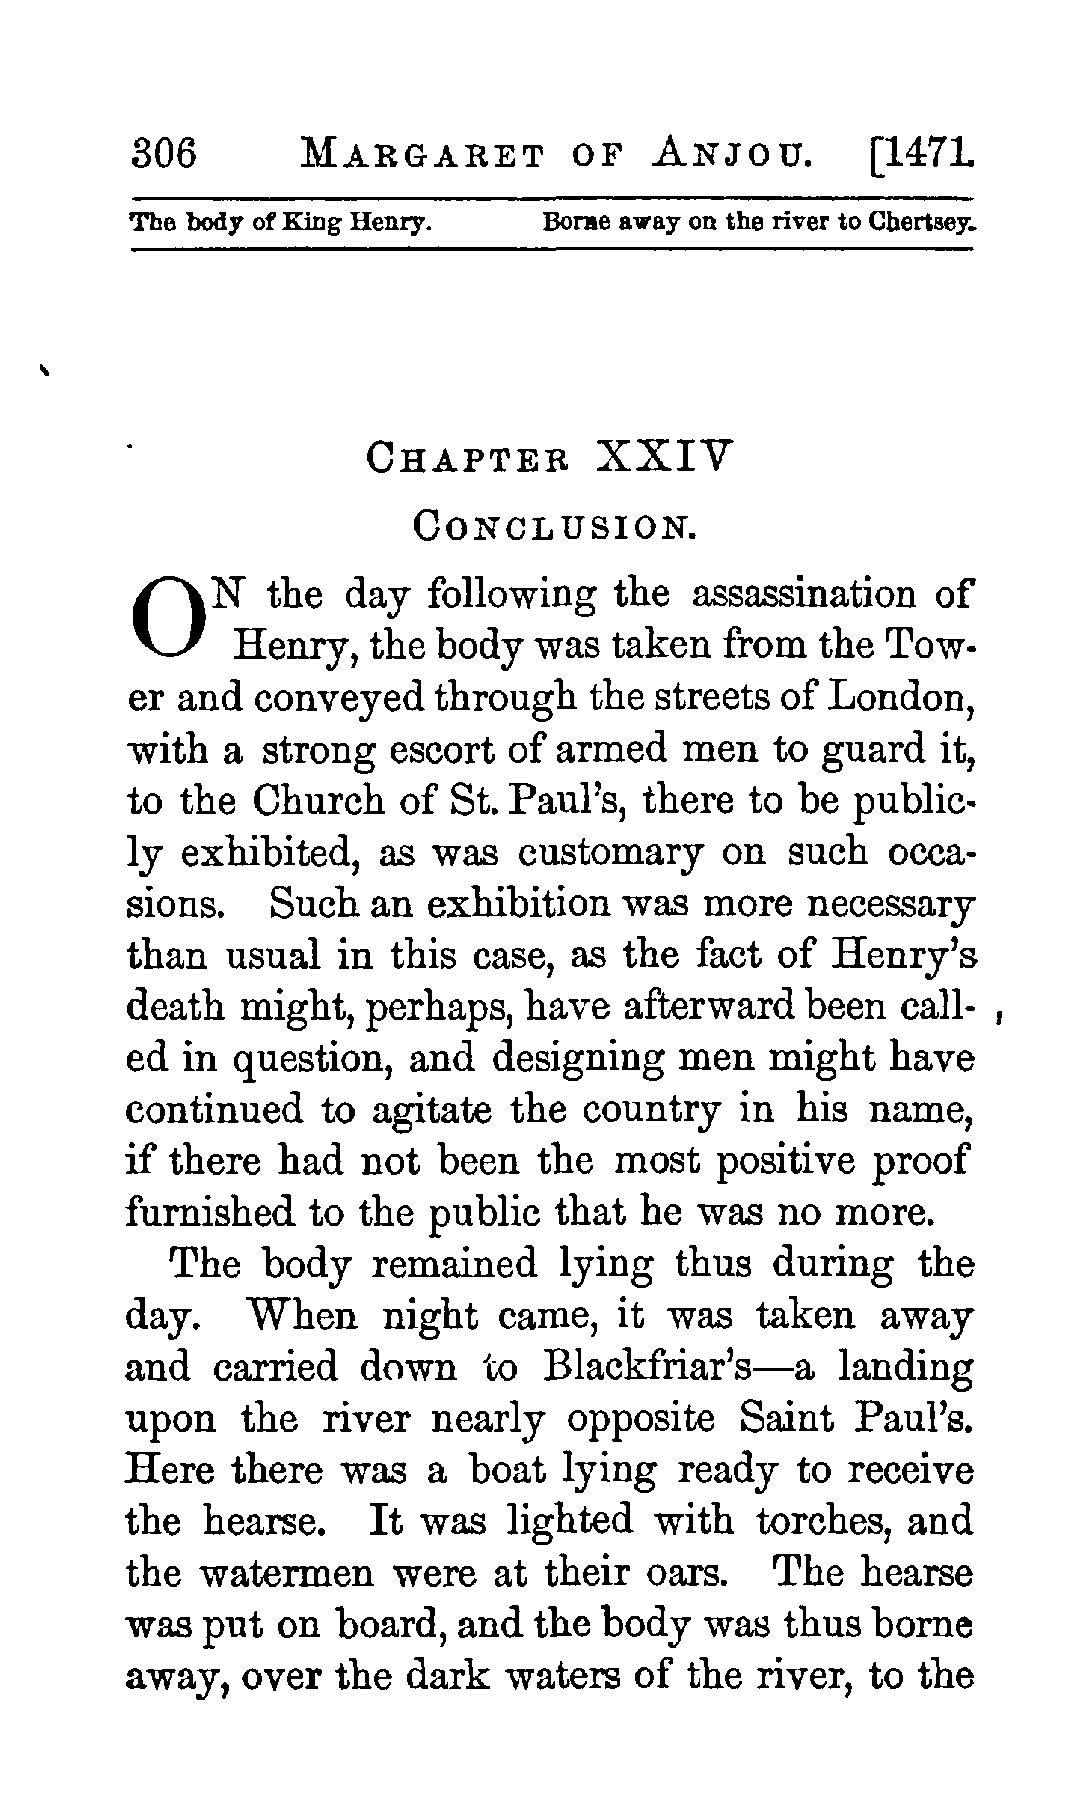 306 MARGARET OF ANJOU. [1471.
The body of King Henry. Borne away on the river to Chertsey.
CHAPTER XXIV
CONCLUSION.
ON the day following the assassination of
Henry, the body was taken from the Tow-
er and conveyed through the streets of London,
with a strong escort of armed men to guard it,
to the Church of St. Paul's, there to be public-
ly exhibited, as was customary on such occa-
sions. Such an exhibition was more necessary
than usual in this case, as the fact of Henry's
death might, perhaps, have afterward been call-
ed in question, and designing men might have
continued to agitate the country in his name,
if there had not been the most positive proof
furnished to the public that he was no more.
The body remained lying thus during the
day. When night came, it was taken away
and carried down to Blackfriar's—a landing
upon the river nearly opposite Saint Paul's.
Here there was a boat lying ready to receive
the hearse. It was lighted with torches, and
the watermen were at their oars. The hearse
was put on board, and the body was thus borne
away, over the dark waters of the river, to the